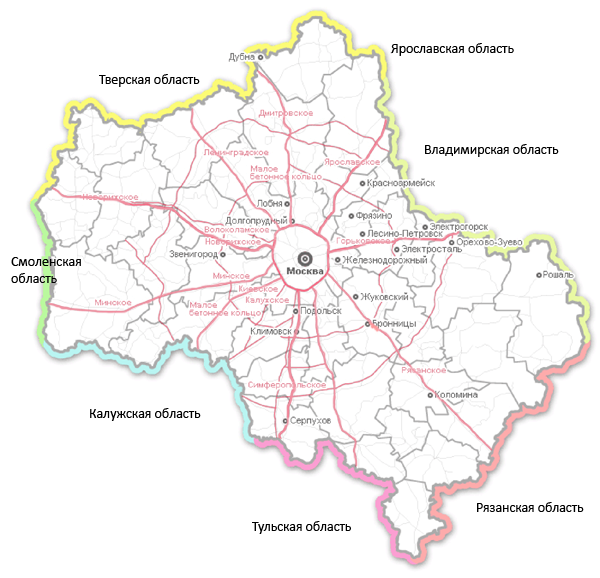 Ярославская область
Дубна
Тверская область
Дмитровское
Владимирская область
Ленинградское
Ярославское
Малое
бетонное кольцо
Красноармейск
Новорижское
Лобня
Фрязино
Долгопрудный
Электрогорск
Волоколамское
Лесино-Петровск
Новорижское
Горьковское
Орехово-Зуево
Звенигород
Электросталь
Смоленская
область
Железнодорожный
Москва
Рошаль
Минское
Киевское
Минское
Калужское
Жуковский
Малое
бетонное кольцо
Подольск
Бронницы
Климовск
Рязанское
Симферопольское
Коломина
Калужская область
Серпухов
Рязанская область
Тульская область